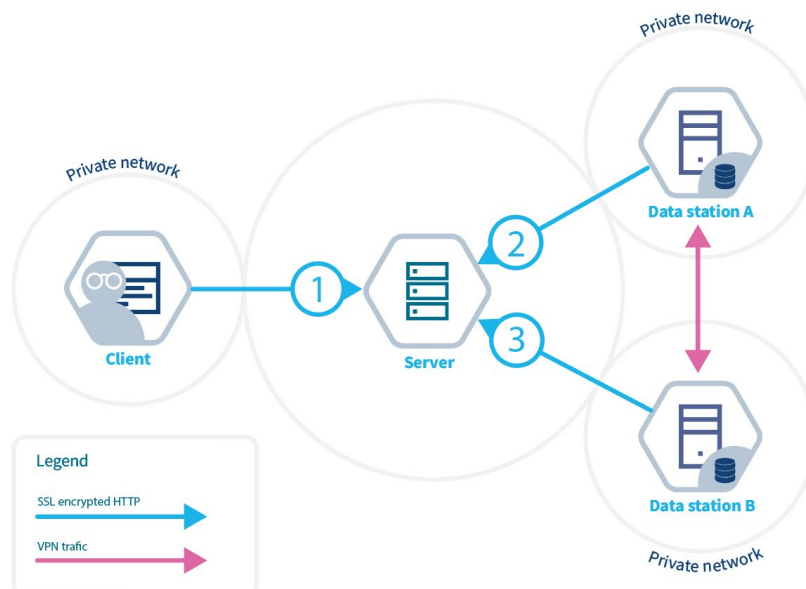 Private network
Data station A
Private network
Client
1
2
Server
3
Data station B
Private network
Legend
SSL encrypted HTTP
VPN trafic